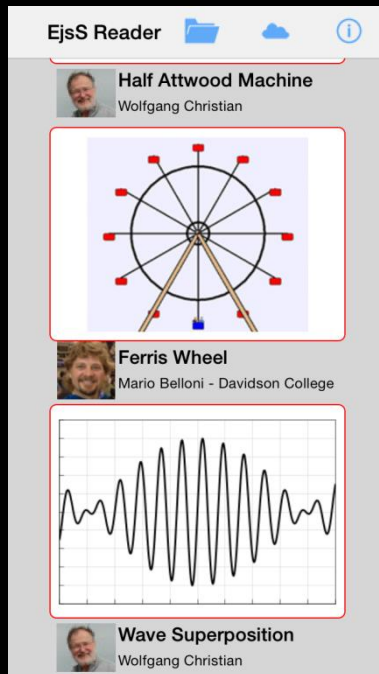 EjsS Reader
Half Attwood Machine
Wolfgang Christian
Ferris Wheel
Mario Belloni - Davidson College
Wave Superposition
Wolfgang Christian